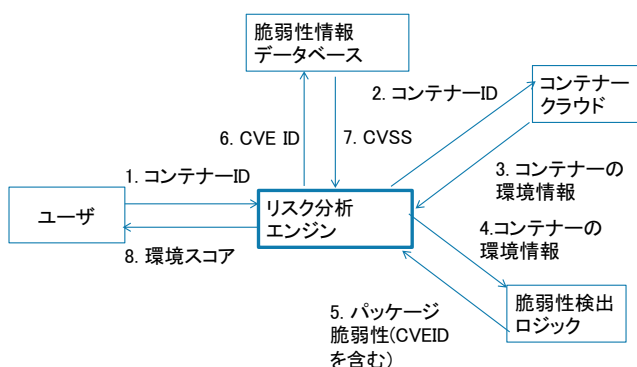 脆弱性情報
データベース
2. コンテナーID
コンテナー
クラウド
6. CVE ID
7. CVSS
1. コンテナーID
3. コンテナーの
環境情報
ユーザ
リスク分析
エンジン
4.コンテナーの
環境情報
8. 環境スコア
5. パッケージ
脆弱性(CVEID
を含む)
脆弱性検出
ロジック